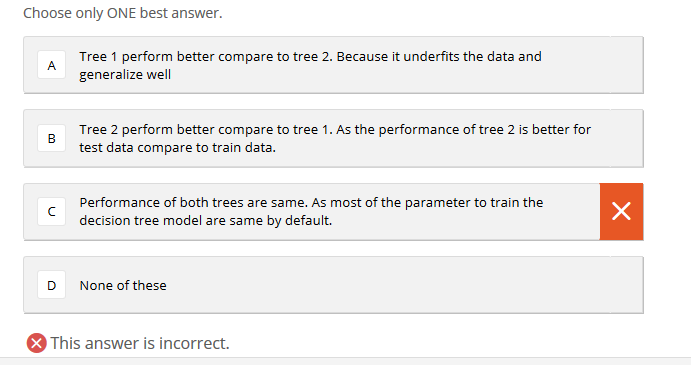 Choose only ONE best answer.
A
Tree 1 perform better compare to tree 2. Because it underfits the data and
generalize well
B
Tree 2 perform better compare to tree 1. As the performance of tree 2 is better for
test data compare to train data.
C
Performance of both trees are same. As most of the parameter to train the
decision tree model are same by default.
D
None of these
This answer is incorrect.